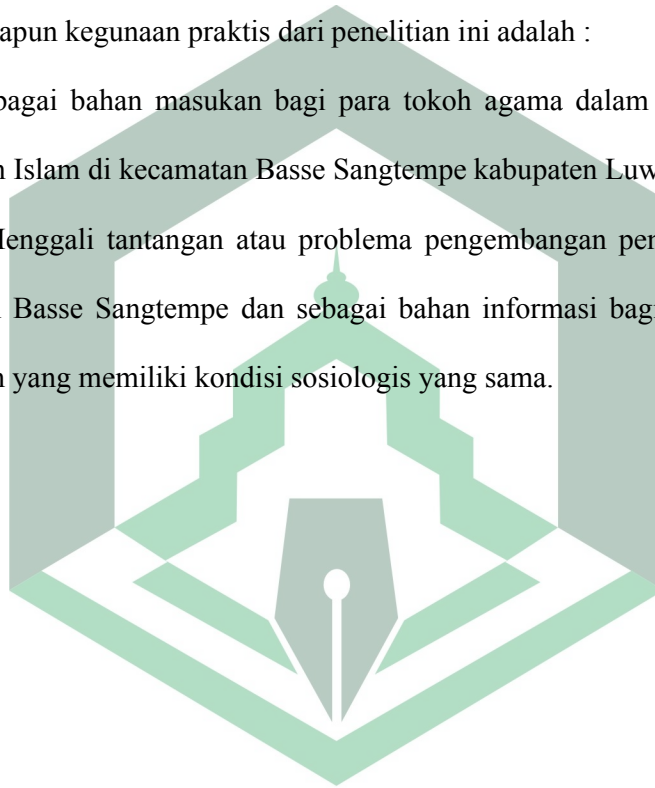 apun kegunaan praktis dari penelitian ini adalah :
bagai bahan masukan bagi para tokoh agama dalam
n Islam di kecamatan Basse Sangtempe kabupaten Luw
Menggali tantangan atau problema pengembangan pen
Basse Sangtempe dan sebagai bahan informasi bagi
yang memiliki kondisi sosiologis yang sama.